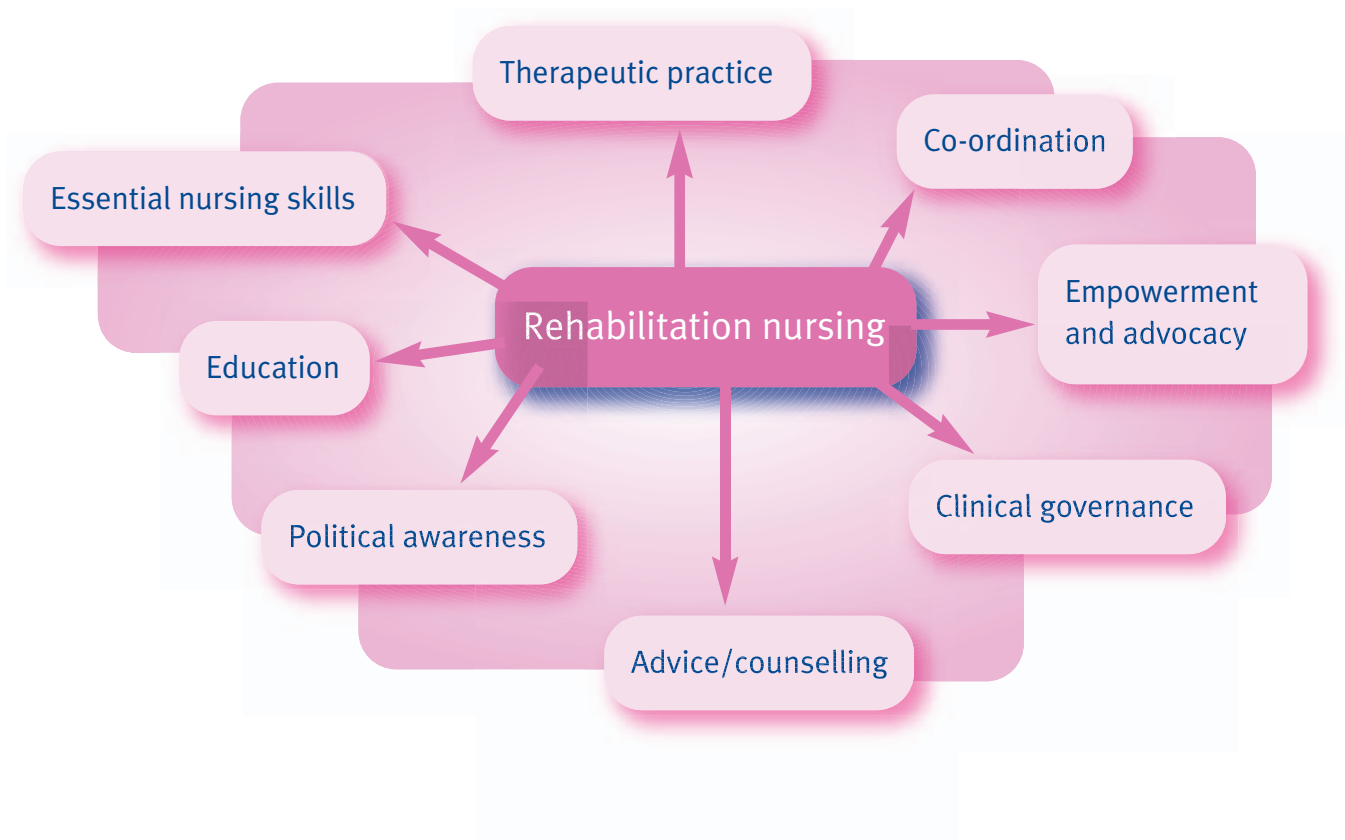 Therapeutic practice
Co-ordination
Essential nursing skills
Empowerment
and advocacy
Rehabilitation nursing
Education
Clinical governance
Political awareness
Advice/counselling